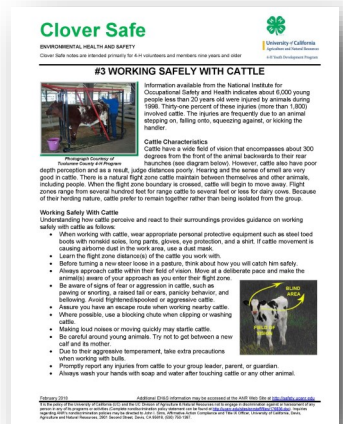 Clover Safe
ENVIRONMENTAL HEALTH AND SAFETY
Clover Safe notes are intended primarily for 4-H volunteers and members nine years and older
University of California
Agriculture and Natural Resources
4-H Youth Development Program
#3 WORKING SAFELY WITH CATTLE
Photograph Courtesy of
Tuolumne County 4-H Program
Information available from the National Institute for
Occupational Safety and Health indicates that about 6,000 young
people less than 20 years old were injured by animals during
1998. Thirty-one percent of these injuries (more than 1,800)
involved cattle. The injuries are frequently due to an animal
stepping on, falling onto, squeezing against, or kicking the
handler.
Cattle Characteristics
Cattle have a wide field of vision that encompasses about 300
degrees from the front of the animal backwards to their rear
haunches (see diagram below). However, cattle also have poor
depth perception and as a result, judge distances poorly. Hearing and the sense of smell are very
good in cattle. There is a natural flight zone cattle maintain between themselves and other animals,
including people. When the flight zone boundary is crossed, cattle will begin to move away. Flight
zones range from several hundred feet for range cattle to several feet or less for dairy cows. Because
of their herding nature, cattle prefer to remain together rather than being isolated from the group.
Working Safely With Cattle
Understanding how cattle perceive and react to their surroundings provides guidance on working
safely with cattle as follows:
• When working with cattle, wear appropriate personal protective equipment such as steel toed
boots with nonskid soles, long pants, gloves, eye protection, and a shirt. If cattle movement is
causing airborne dust in the work area, use a dust mask.
• Learn the flight zone distance(s) of the cattle you work with.
• Before turning a new steer loose in a pasture, think about how you will catch him safely.
• Always approach cattle within their field of vision. Move at a deliberate pace and make the
animal(s) aware of your approach as you enter their flight zone.
• Be aware of signs of fear or aggression in cattle, such as
pawing or snorting, a raised tail or ears, panicky behavior, and
bellowing. Avoid frightened/spooked or aggressive cattle.
• Assure you have an escape route when working nearby cattle.
• Where possible, use a blocking chute when clipping or washing
cattle.
• Making loud noises or moving quickly may startle cattle.
• Be careful around young animals. Try not to get between a new
calf and its mother.
• Due to their aggressive temperament, take extra precautions
when working with bulls.
• Promptly report any injuries from cattle to your group leader, parent, or guardian.
• Always wash your hands with soap and water after touching cattle or any other animal.
BLIND
AREA
FIELD OF
VISION
February 2010
Additional EH&S information may be accessed at the ANR Web Site at